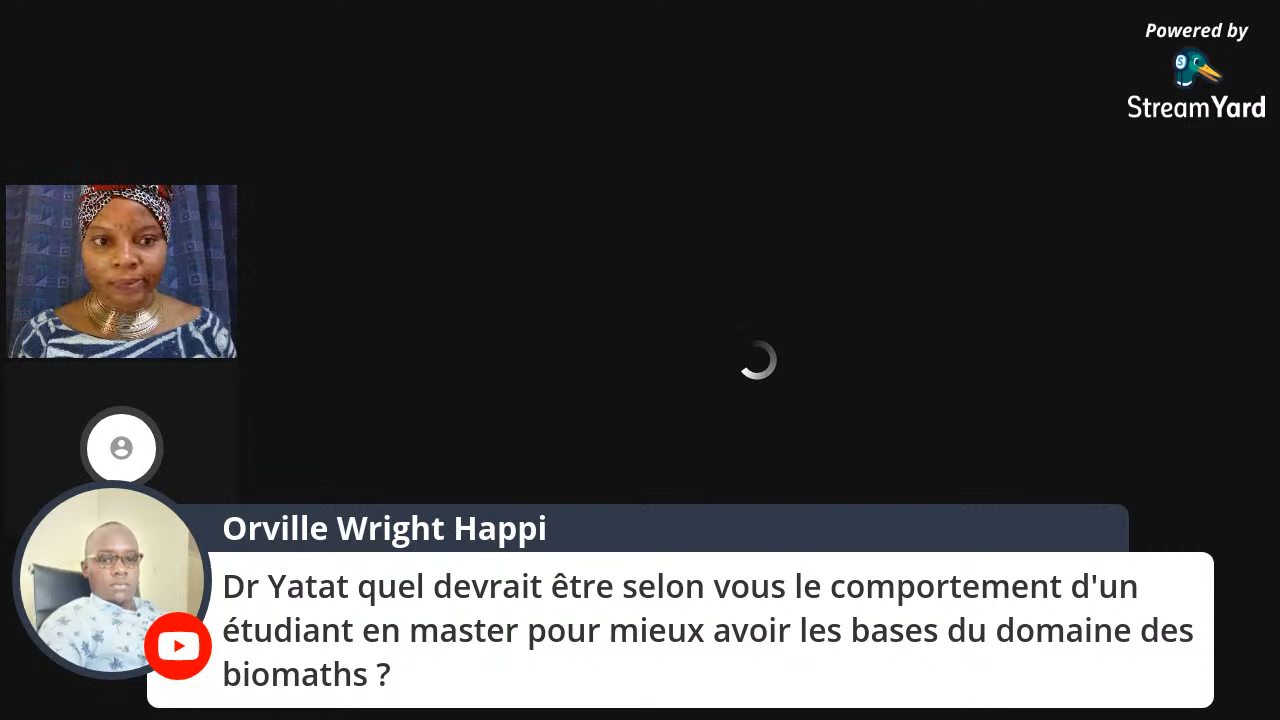 Powered by
StreamYard
Orville Wright Happi
Dr Yatat quel devrait être selon vous le comportement d'un
étudiant en master pour mieux avoir les bases du domaine des
biomaths ?